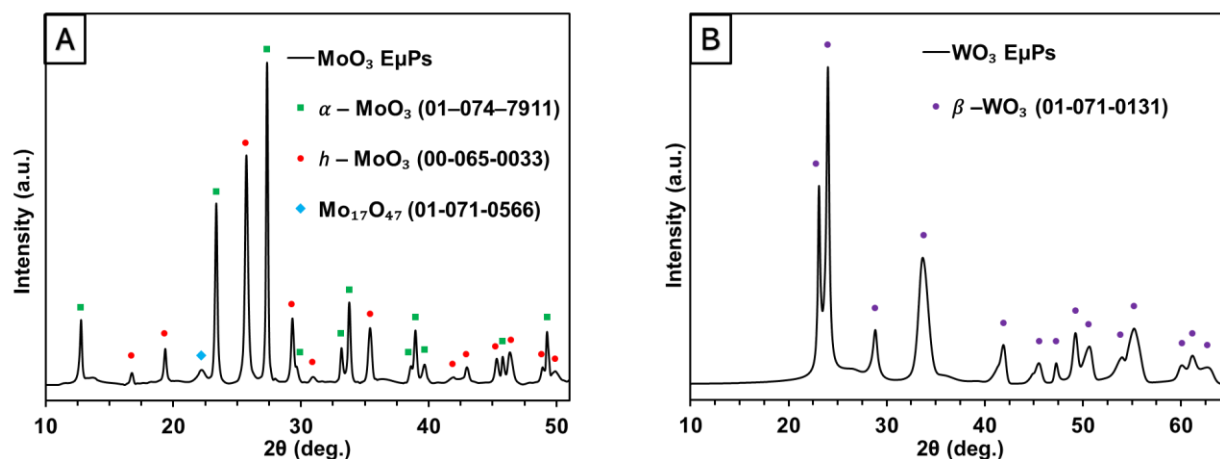 A
MoO₃ EμPs
α – MoO₃ (01–074–7911)
h – MoO₃ (00-065-0033)
Mo₁₇O₄₇ (01-071-0566)
Intensity (a.u.)
10 20 30 40 50
2θ (deg.)
B
WO₃ EμPs
β –WO₃ (01-071-0131)
Intensity (a.u.)
10 20 30 40 50 60
2θ (deg.)